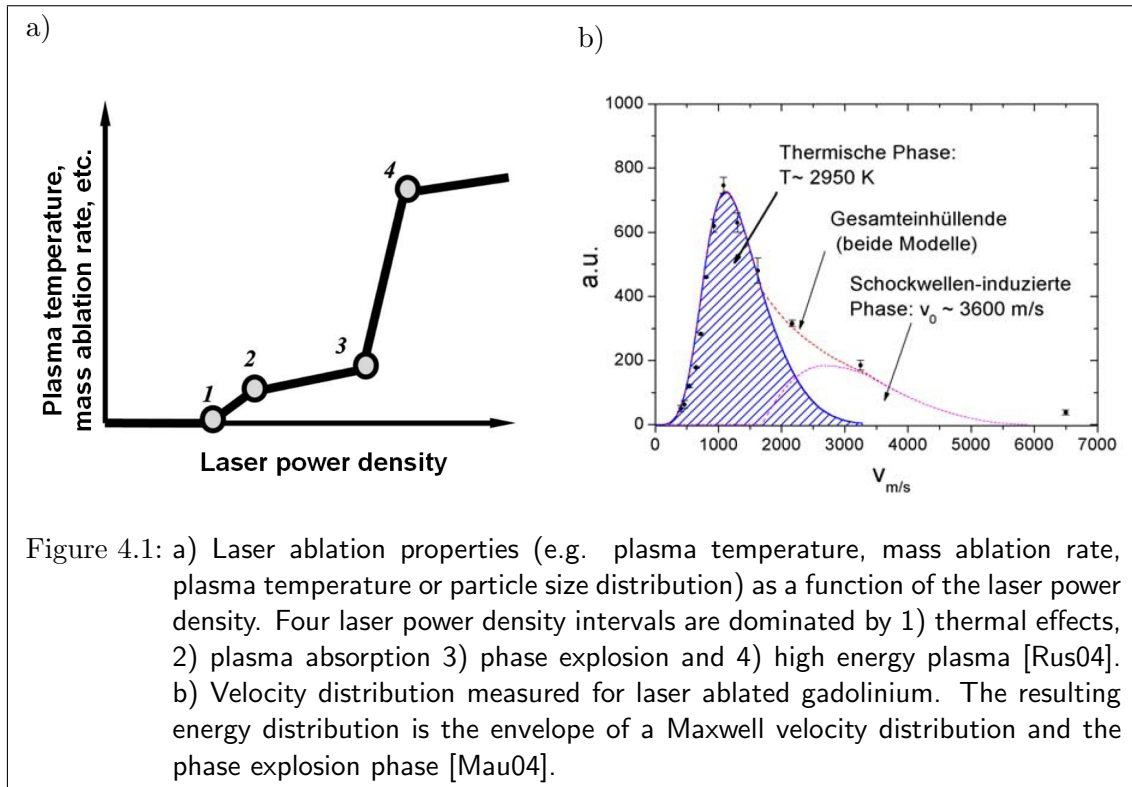 a)
Plasma temperature,
mass ablation rate, etc.
1
2
3
4
Laser power density
b)
1000
800
600
400
200
0
a.u.
Thermische Phase:
T~ 2950 K
Gesamteinhüllende
(beide Modelle)
Schockwellen-induzierte
Phase: v0 ~ 3600 m/s
0 1000 2000 3000 4000 5000 6000 7000
Vm/s
Figure 4.1: a) Laser ablation properties (e.g. plasma temperature, mass ablation rate,
plasma temperature or particle size distribution) as a function of the laser power
density. Four laser power density intervals are dominated by 1) thermal effects,
2) plasma absorption 3) phase explosion and 4) high energy plasma [Rus04].
b) Velocity distribution measured for laser ablated gadolinium. The resulting
energy distribution is the envelope of a Maxwell velocity distribution and the
phase explosion phase [Mau04].